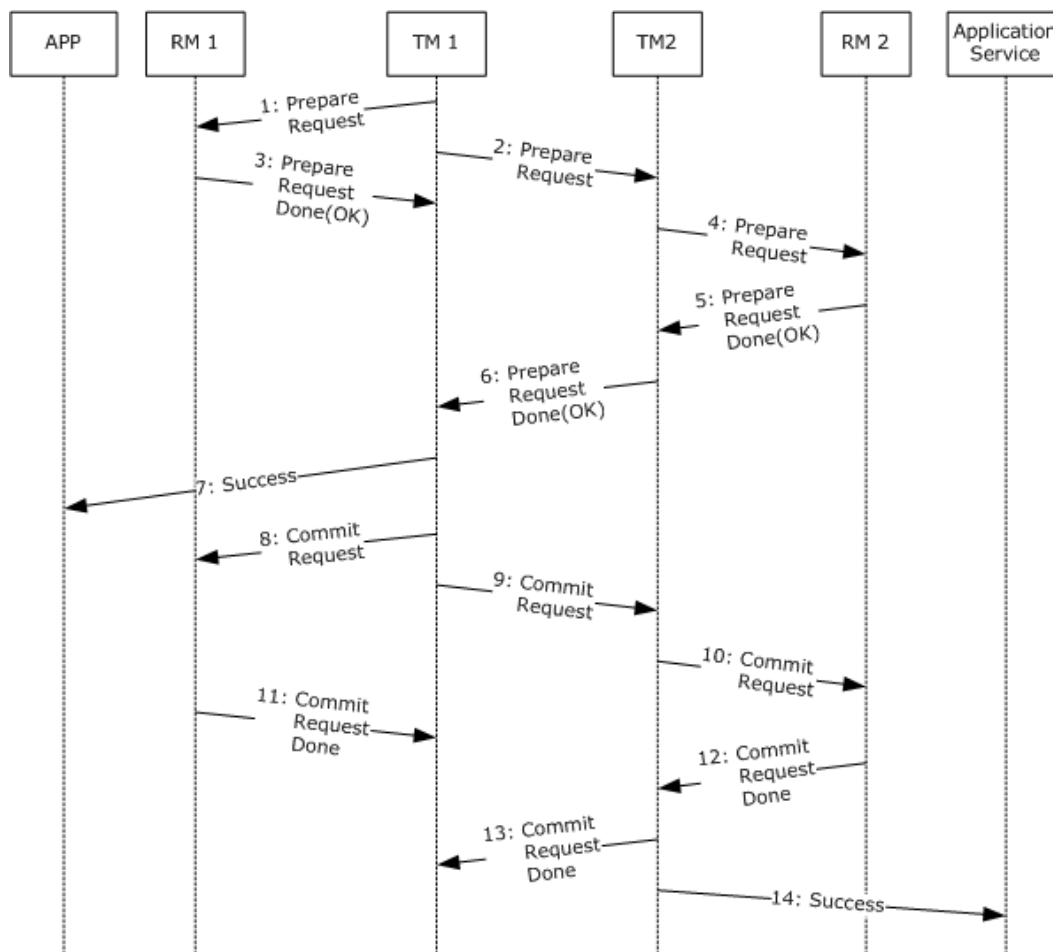 APP
RM 1
TM 1
TM2
RM 2
Application
Service
1: Prepare
Request
2: Prepare
Request
3: Prepare
Request
Done(OK)
4: Prepare
Request
5: Prepare
Request
Done(OK)
6: Prepare
Request
Done(OK)
7: Success
8: Commit
Request
9: Commit
Request
10: Commit
Request
11: Commit
Request
Done
12: Commit
Request
Done
13: Commit
Request
Done
14: Success